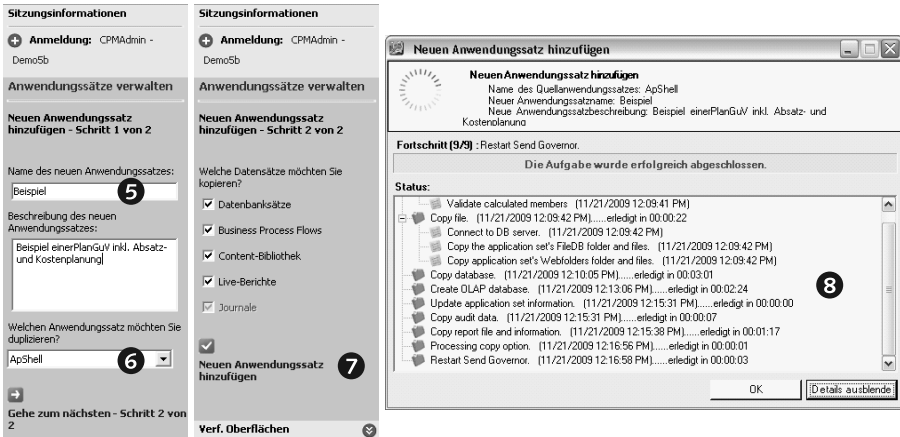 Sitzungsinformationen
Anmeldung: CPMAdmin -
Demo5b
Anwendungssätze verwalten
Neuen Anwendungssatz
hinzufügen - Schritt 1 von 2
Name des neuen Anwendungssatzes:
Beispiel
5
Beschreibung des neuen
Anwendungssatzes:
Beispiel einerPlanGuV inkl. Absatz-
und Kostenplanung
Welchen Anwendungssatz möchten Sie
duplizieren?
ApShell
6
Gehe zum nächsten - Schritt 2 von
2
Sitzungsinformationen
Anmeldung: CPMAdmin -
Demo5b
Anwendungssätze verwalten
Neuen Anwendungssatz
hinzufügen - Schritt 2 von 2
Welche Datensätze möchten Sie
kopieren?
Datenbanksätze
Business Process Flows
Content-Bibliothek
Live-Berichte
Journale
Neuen Anwendungssatz
hinzufügen
7
Verf. Oberflächen
Neuen Anwendungssatz hinzufügen
Neuen Anwendungssatz hinzufügen
Name des Quellanwendungssatzes: ApShell
Neuer Anwendungssatzname: Beispiel
Neue Anwendungssatzbeschreibung: Beispiel einerPlanGuV inkl. Absatz- und
Kostenplanung
Fortschritt (9/9) : Restart Send Governor.
Die Aufgabe wurde erfolgreich abgeschlossen.
Status:
Validate calculated members (11/21/2009 12:09:41 PM)
Copy file. (11/21/2009 12:09:42 PM)......erledigt in 00:00:22
Connect to DB server. (11/21/2009 12:09:42 PM)
Copy the application set's FileDB folder and files. (11/21/2009 12:09:42 PM)
Copy application set's Webfolders folder and files. (11/21/2009 12:09:42 PM)
Copy database. (11/21/2009 12:10:05 PM)......erledigt in 00:03:01
Create OLAP database. (11/21/2009 12:13:06 PM)......erledigt in 00:02:24
Update application set information. (11/21/2009 12:15:31 PM)......erledigt in 00:00:00
Copy audit data. (11/21/2009 12:15:31 PM)......erledigt in 00:00:07
Copy report file and information. (11/21/2009 12:15:38 PM)......erledigt in 00:01:17
Processing copy option. (11/21/2009 12:16:56 PM)......erledigt in 00:00:01
Restart Send Governor. (11/21/2009 12:16:58 PM)......erledigt in 00:00:03
8
OK
Details ausblende